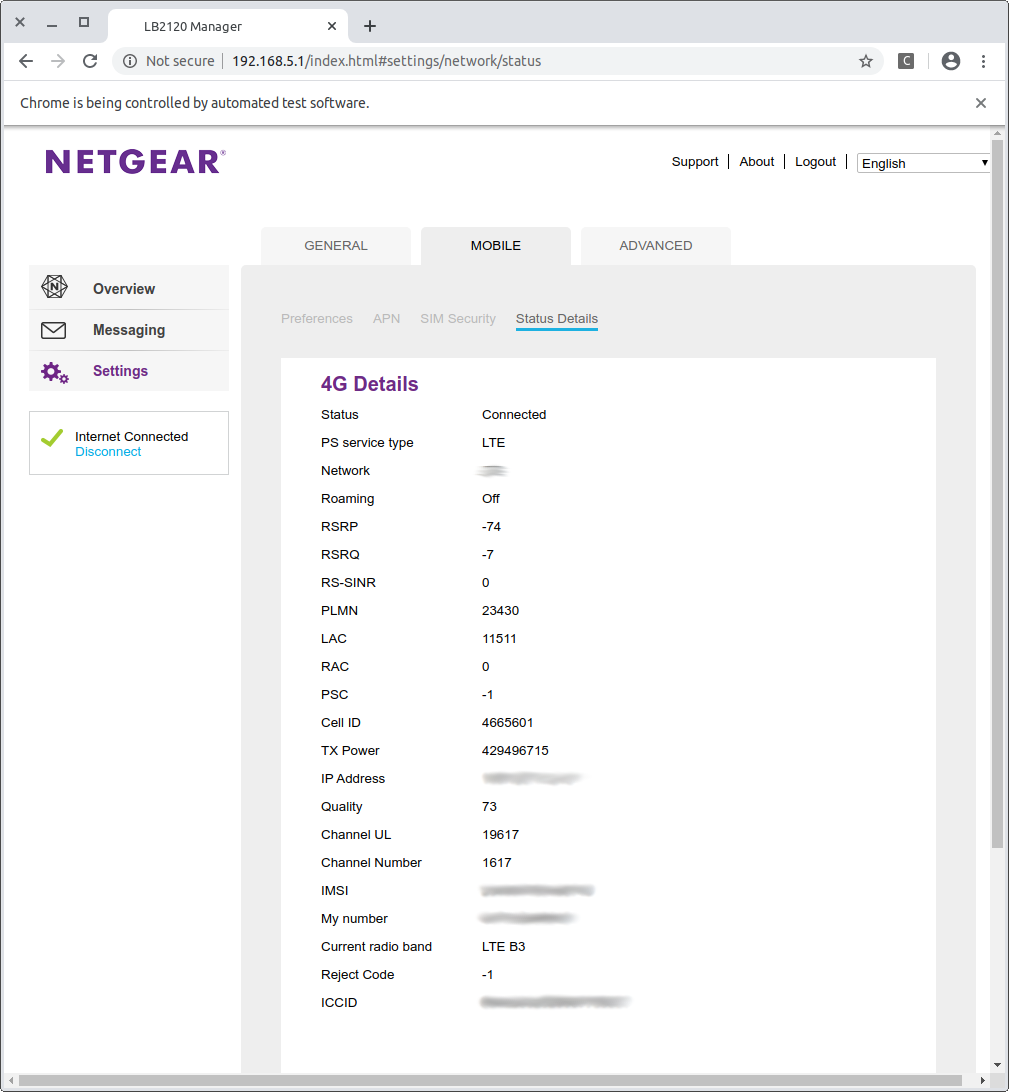 LB2120 Manager
Not secure 192.168.5.1/index.html#settings/network/status C
Chrome is being controlled by automated test software.
NETGEAR®
Support About Logout English
GENERAL MOBILE ADVANCED
N Overview
Messaging
Settings
Internet Connected
Disconnect
Preferences APN SIM Security Status Details
4G Details
Status Connected
PS service type LTE
Network
Roaming Off
RSRP -74
RSRQ -7
RS-SINR 0
PLMN 23430
LAC 11511
RAC 0
PSC -1
Cell ID 4665601
TX Power 429496715
IP Address
Quality 73
Channel UL 19617
Channel Number 1617
IMSI
My number
Current radio band LTE B3
Reject Code -1
ICCID